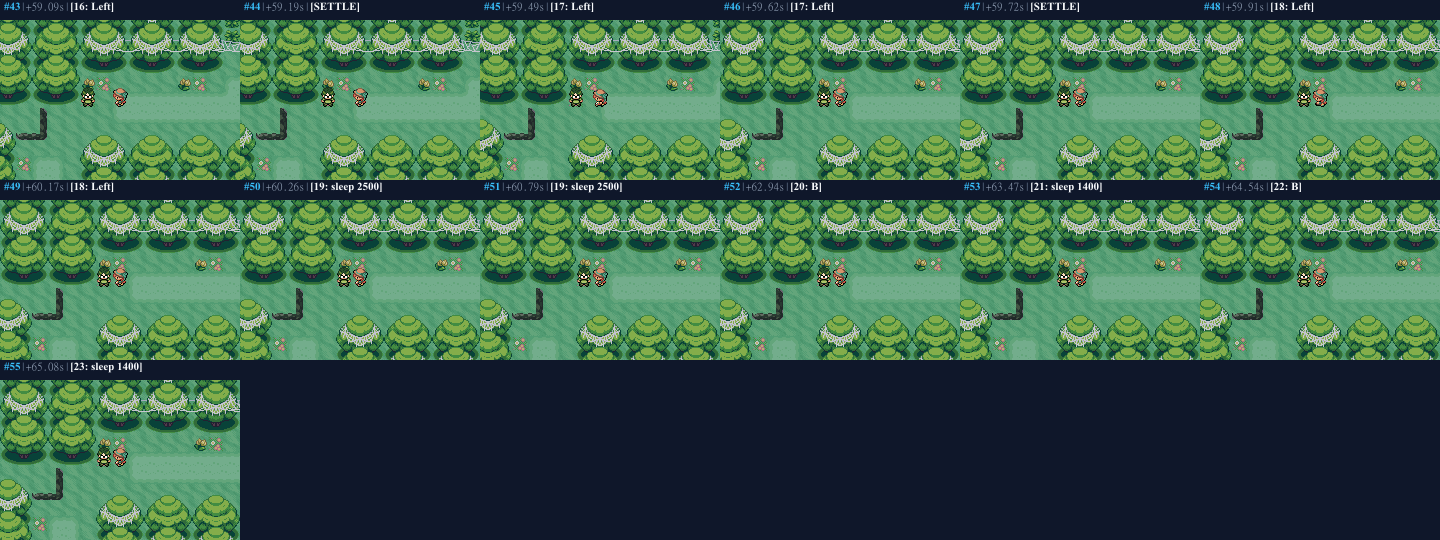 #43|+59.09s|[16: Left]
#44|+59.19s|[SETTLE]
#45|+59.49s|[17: Left]
#46|+59.62s|[17: Left]
#47|+59.72s|[SETTLE]
#48|+59.91s|[18: Left]
#49|+60.17s|[18: Left]
#50|+60.26s|[19: sleep 2500]
#51|+60.79s|[19: sleep 2500]
#52|+62.94s|[20: B]
#53|+63.47s|[21: sleep 1400]
#54|+64.54s|[22: B]
#55|+65.08s|[23: sleep 1400]